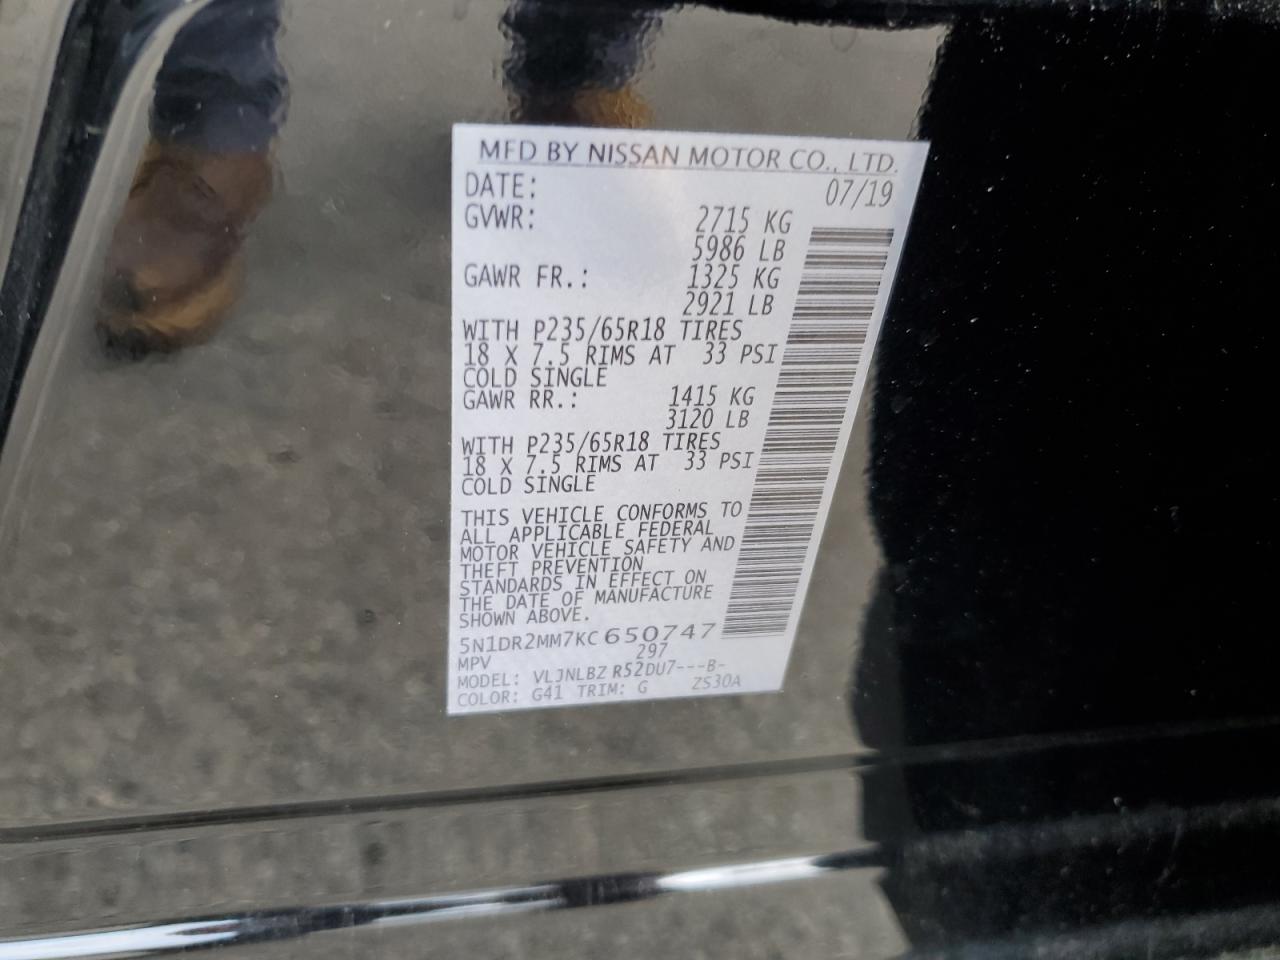 MFD BY NISSAN MOTOR CO., LTD.
DATE: 07/19
GVWR: 2715 KG
5986 LB
GAWR FR.: 1325 KG
2921 LB
WITH P235/65R18 TIRES
18 X 7.5 RIMS AT 33 PSI
COLD SINGLE
GAWR RR.: 1415 KG
3120 LB
WITH P235/65R18 TIRES
18 X 7.5 RIMS AT 33 PSI
COLD SINGLE
THIS VEHICLE CONFORMS TO
ALL APPLICABLE FEDERAL
MOTOR VEHICLE SAFETY AND
THEFT PREVENTION
STANDARDS IN EFFECT ON
THE DATE OF MANUFACTURE
SHOWN ABOVE.
5N1DR2MM7KC650747
MPV 297
MODEL: VLJNLBZ R52DU7---B-
COLOR: G41 TRIM: G ZS30A